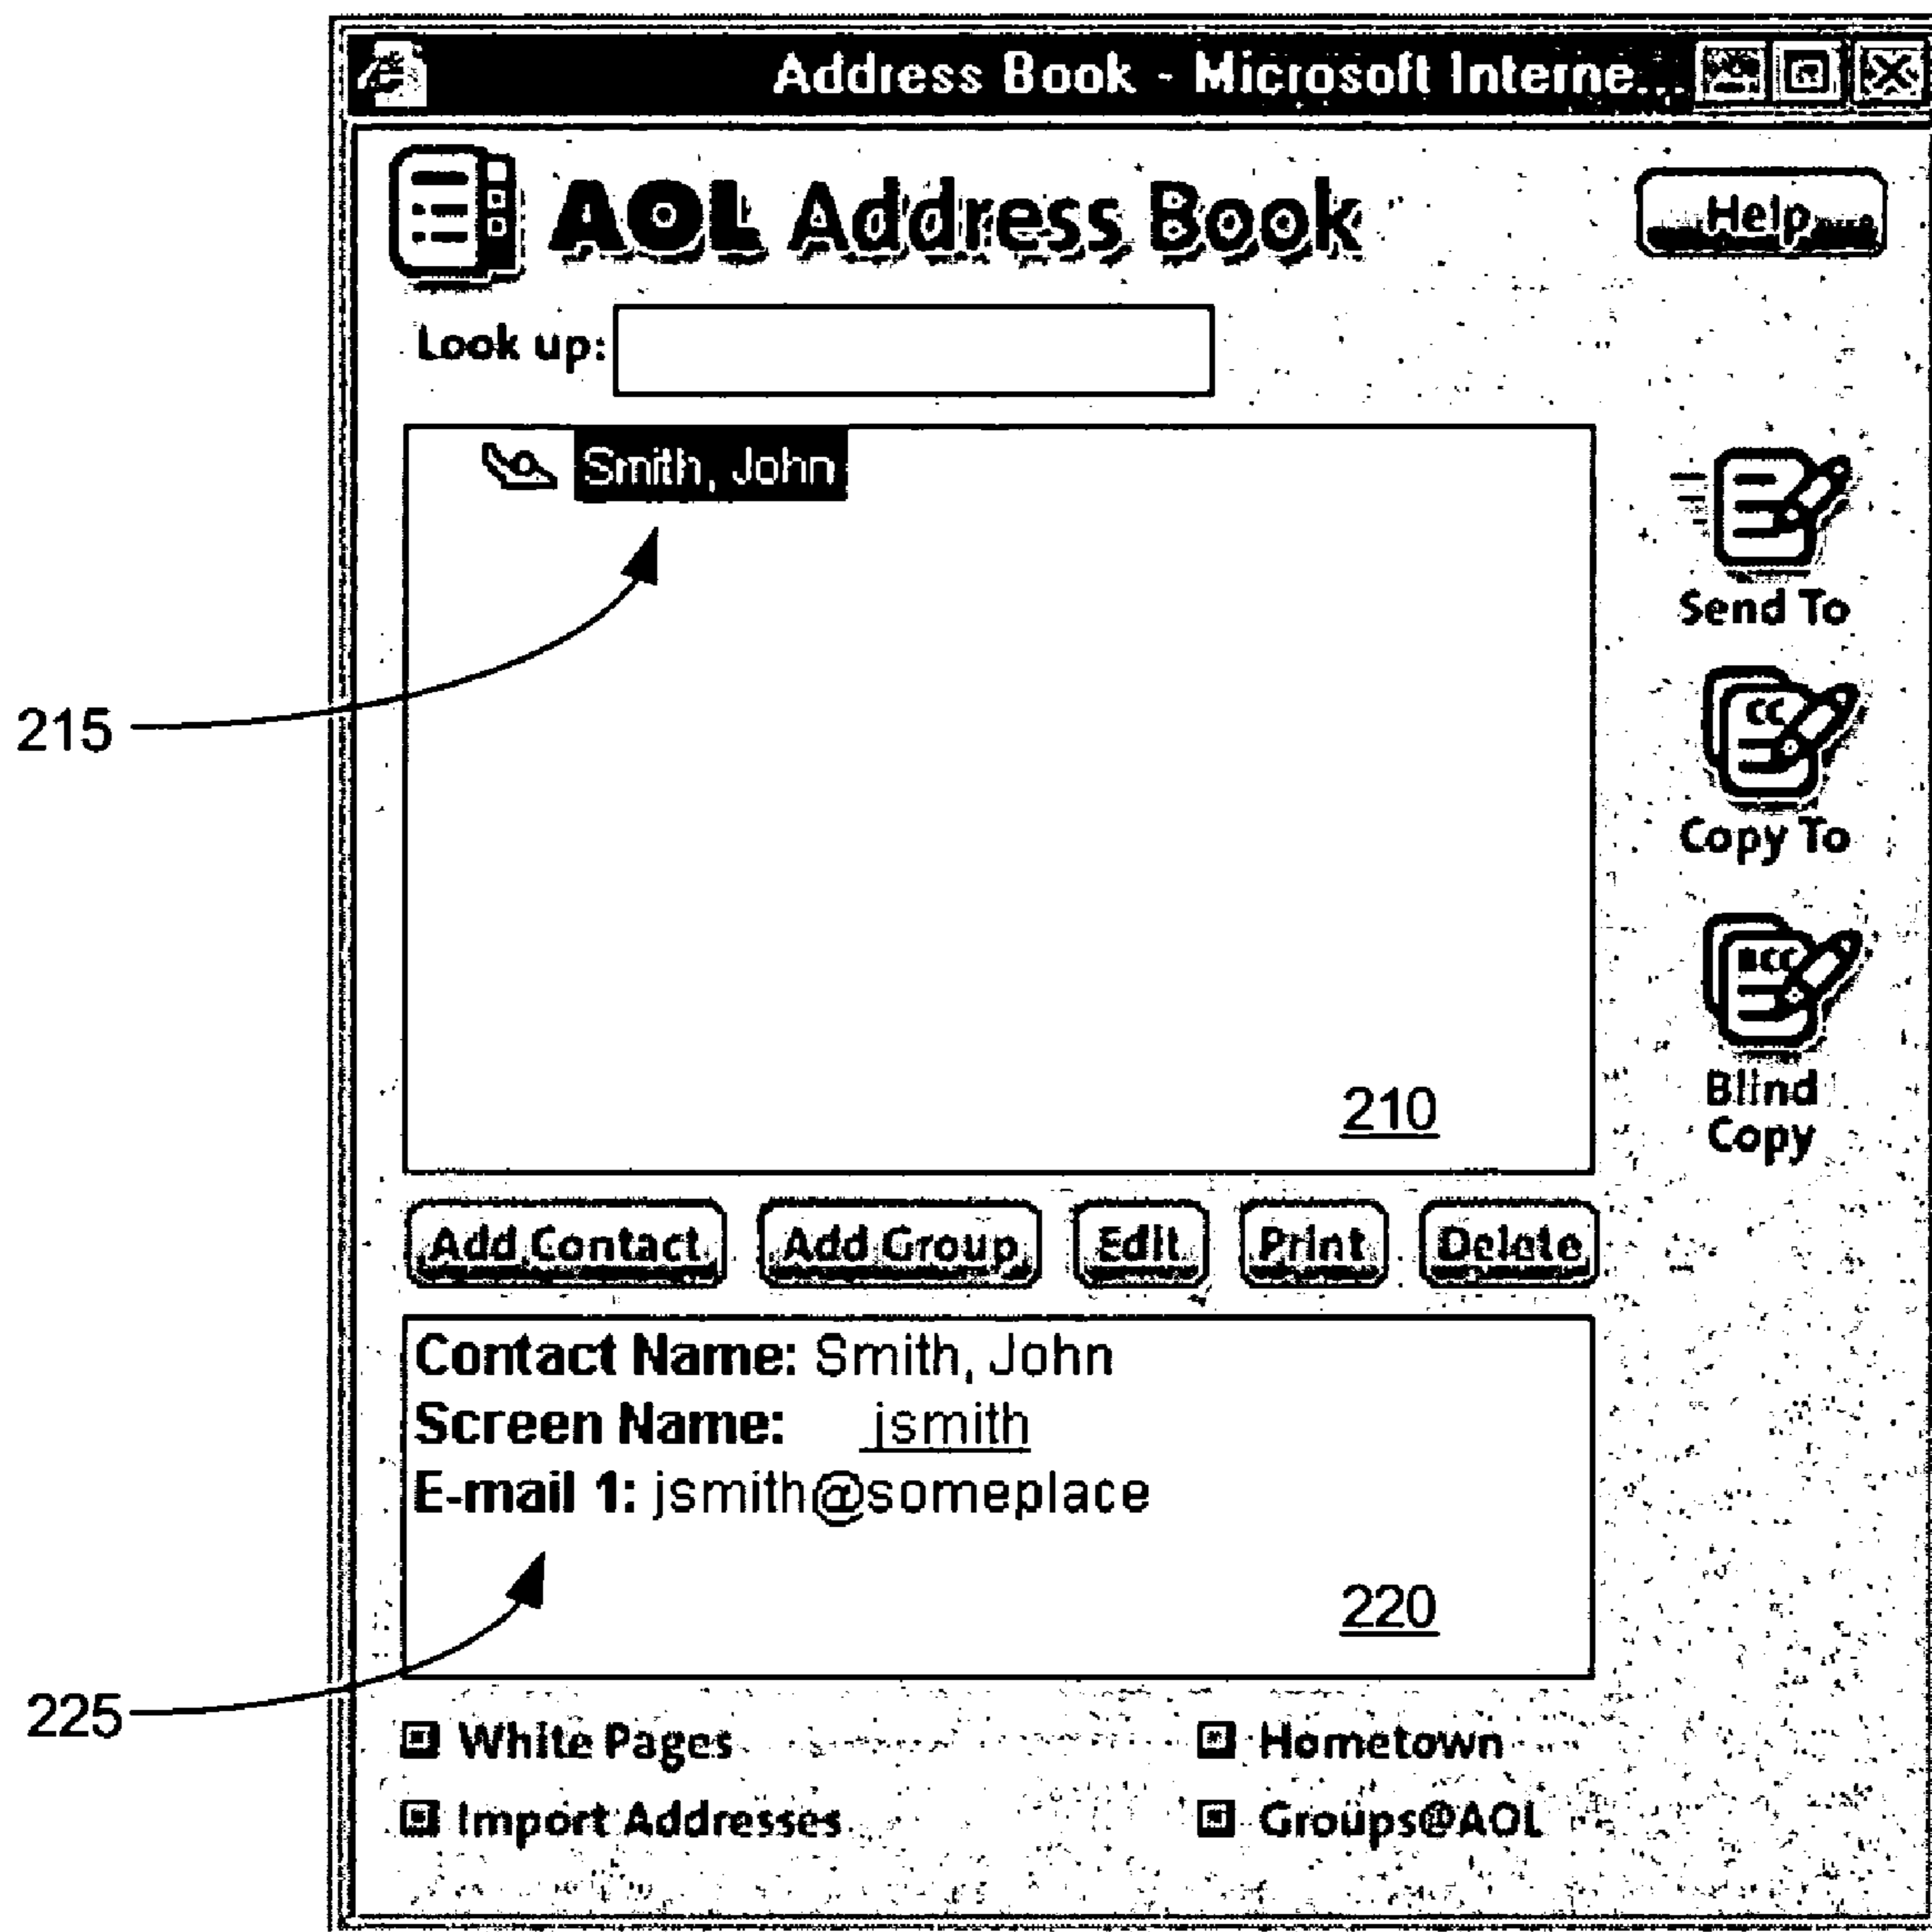 Address Book - Microsoft Interne...
AOL Address Book
Help
Look up:
Smith, John
Send To
215
CC
Copy To
BCC
Blind
Copy
210
Add Contact Add Group Edit Print Delete
Contact Name: Smith, John
Screen Name: jsmith
E-mail 1: jsmith@someplace
220
225
White Pages Hometown
Import Addresses Groups@AOL